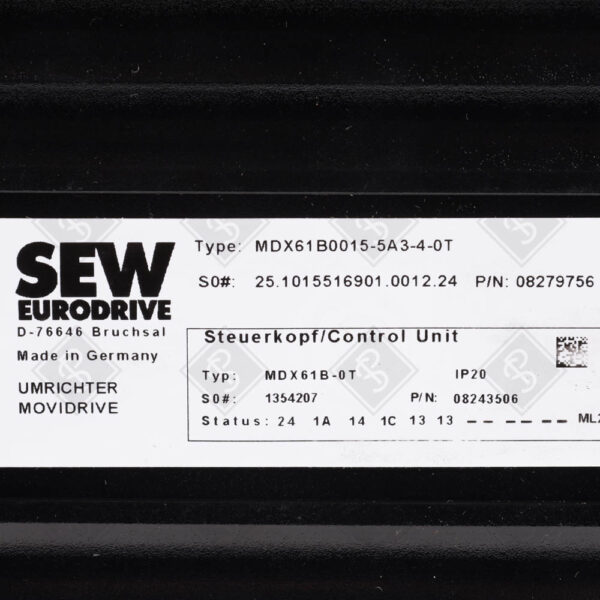 SEW
EURODRIVE
D-76646 Bruchsal
Made in Germany
UMRICHTER
MOVIDRIVE
Type: MDX61B0015-5A3-4-0T
S0#: 25.1015516901.0012.24 P/N: 08279756
Steuerkopf/Control Unit
Typ: MDX61B-0T IP20
S0#: 1354207 P/N: 08243506
Status: 24 1A 14 1C 13 13 -- -- -- -- -- ML2